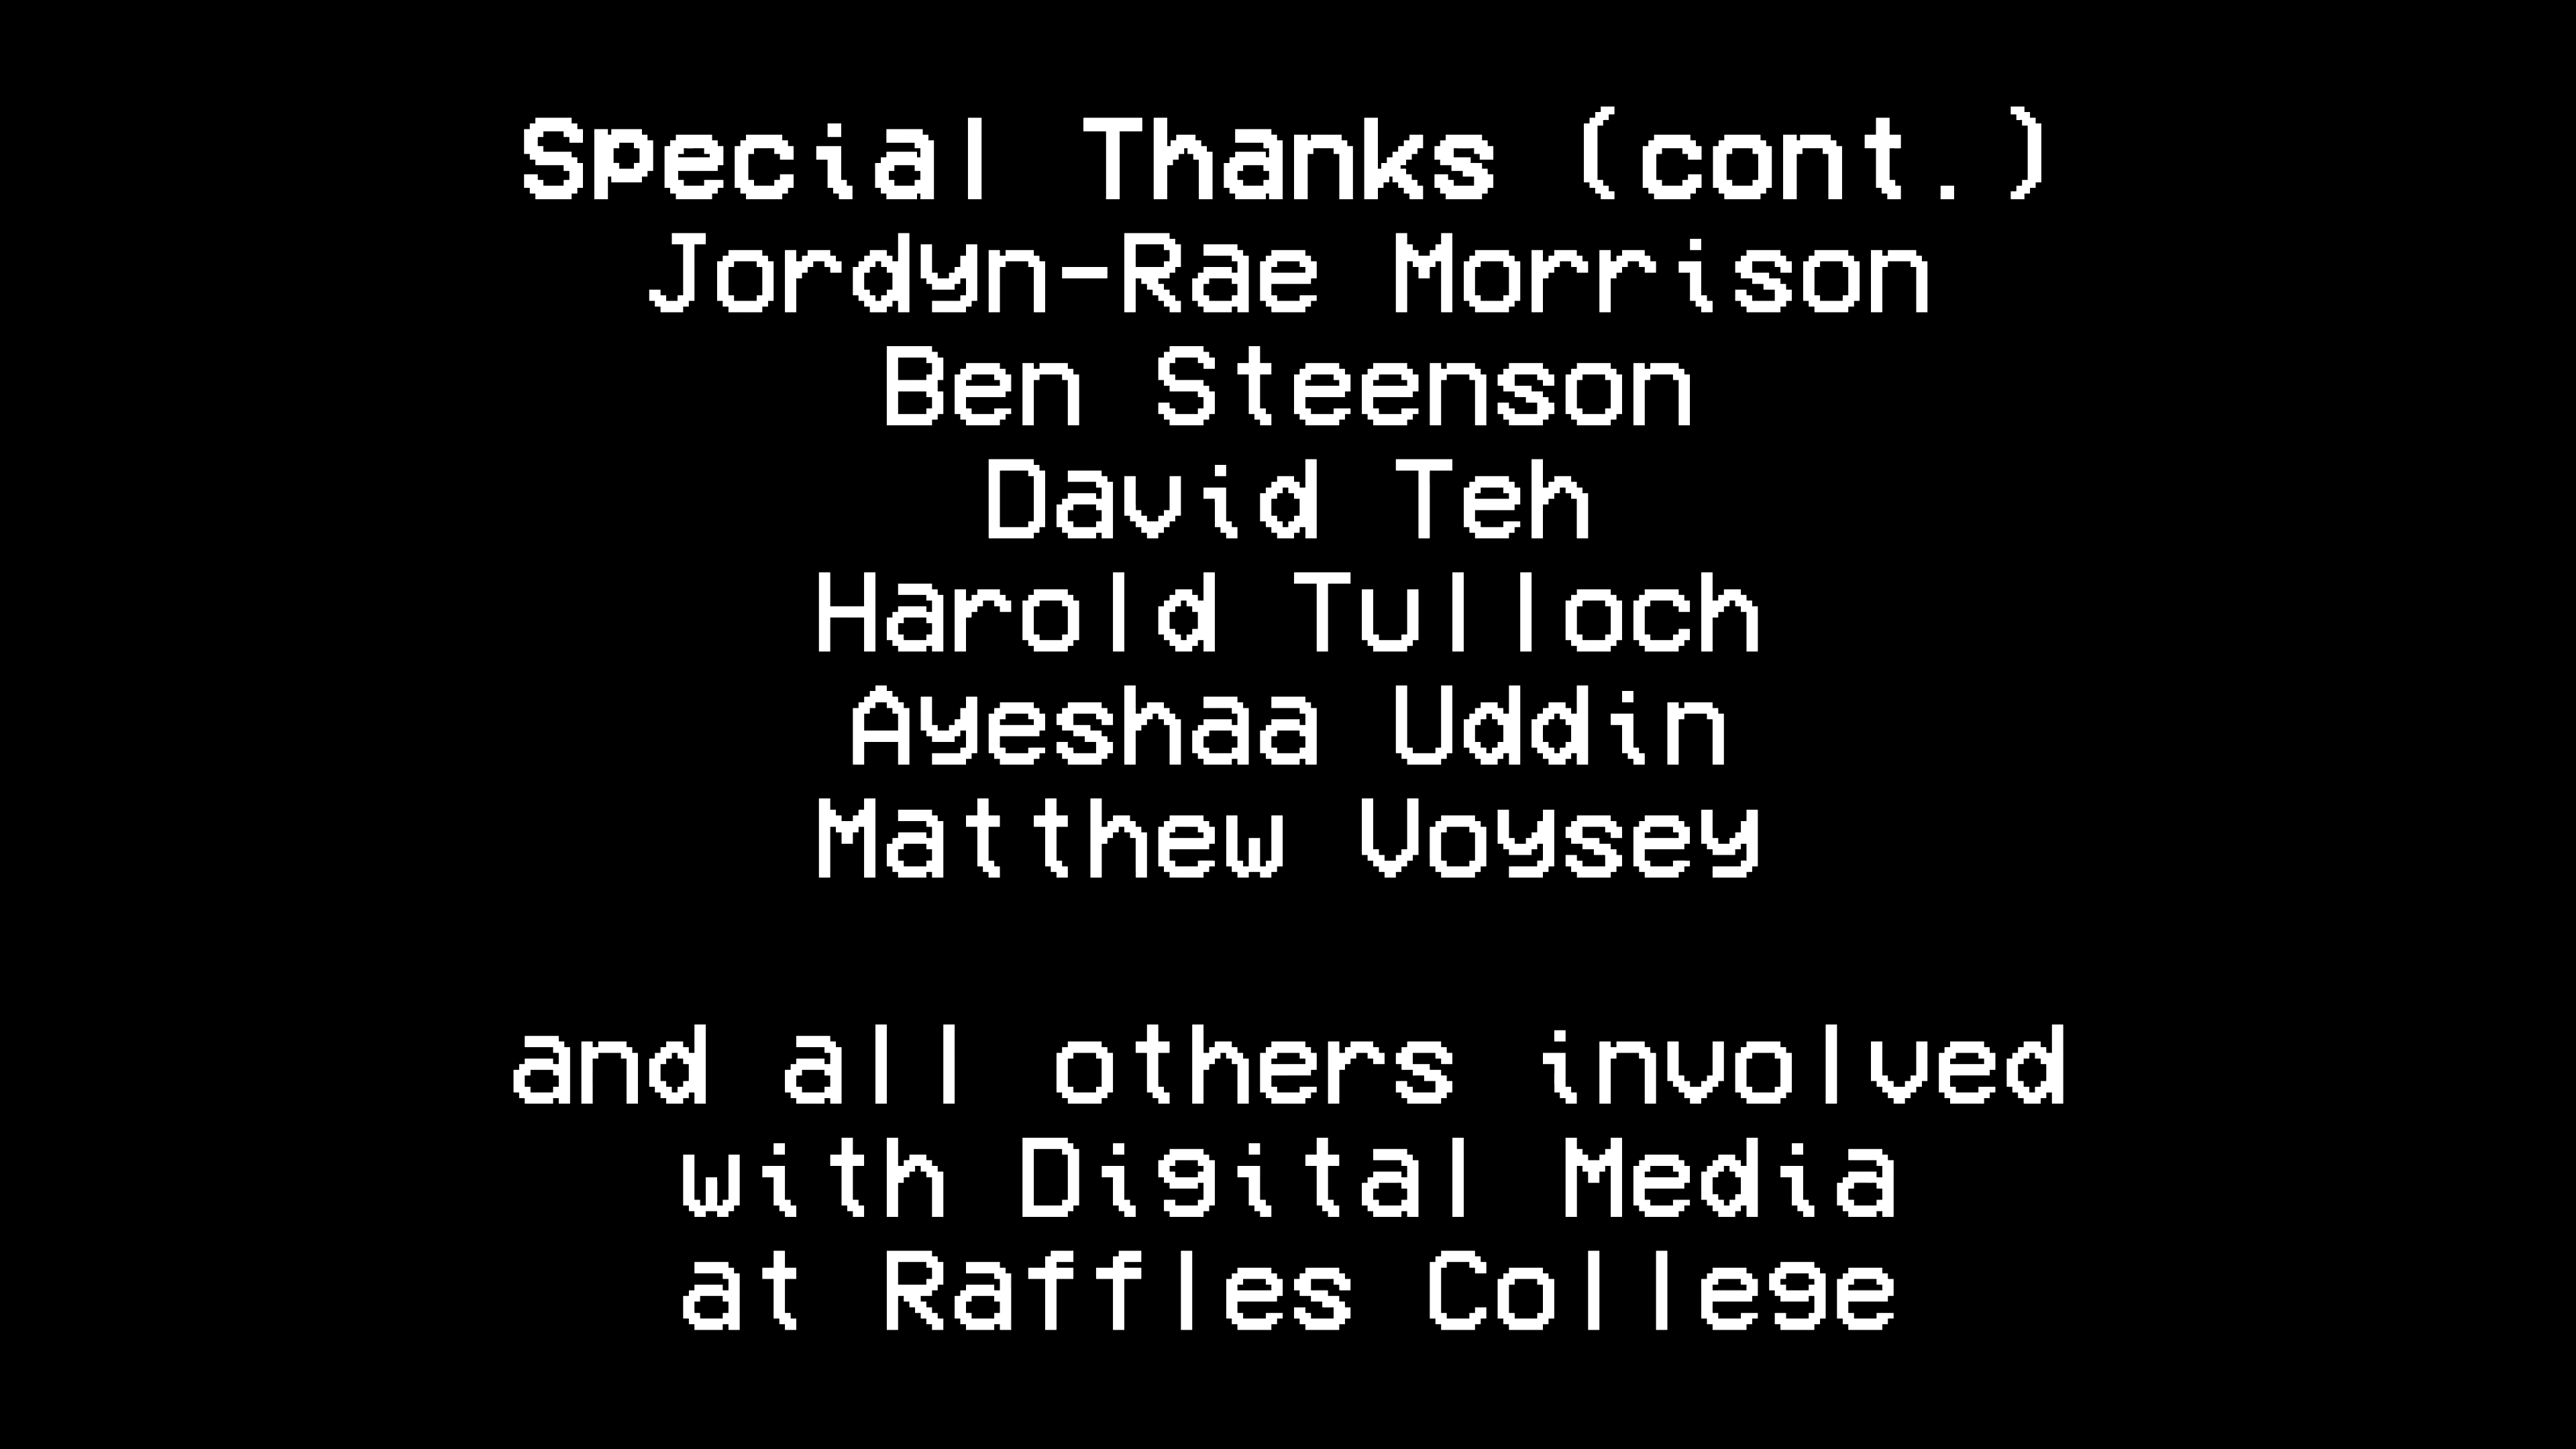 Special Thanks (cont.)
Jordyn-Rae Morrison
Ben Steenson
David Teh
Harold Tulloch
Ayeshaa Uddin
Matthew Voysey
and all others involved
with Digital Media
at Raffles College